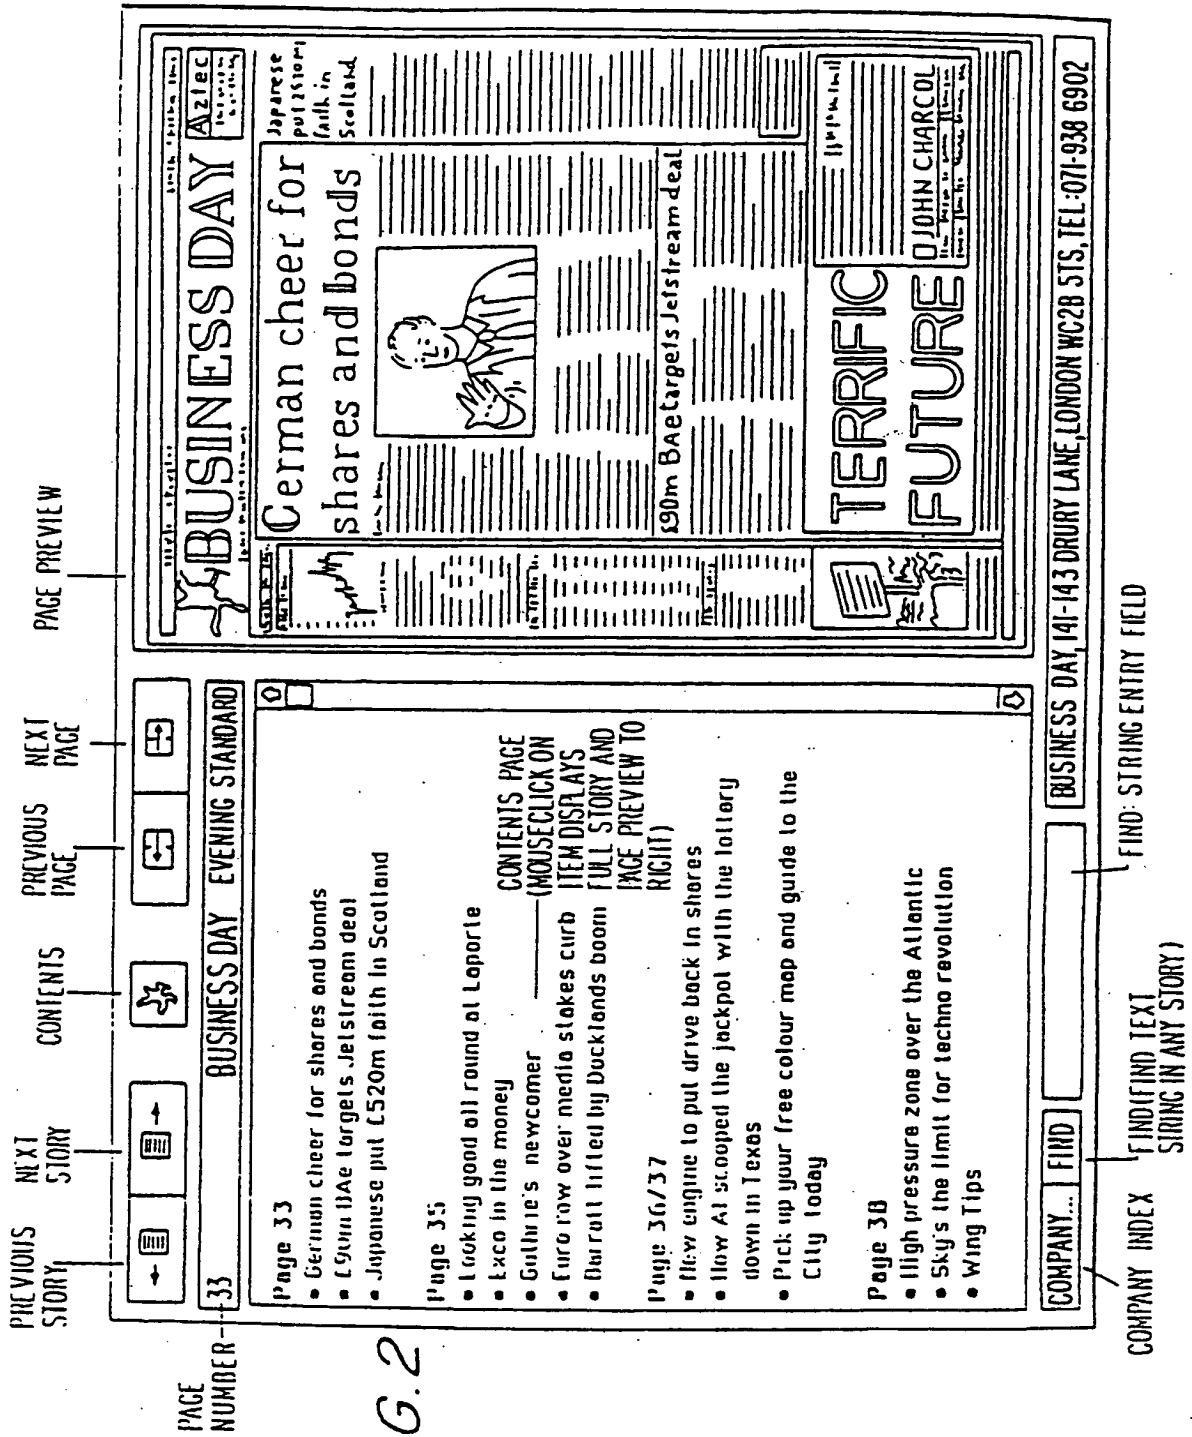 PREVIOUS
STORY
NEXT
STORY
CONTENTS
PREVIOUS
PAGE
NEXT
PAGE
PAGE PREVIEW
PAGE
NUMBER
33
BUSINESS DAY EVENING STANDARD
Page 33
• German cheer for shares and bonds
• £90m BAe targets Jetstream deal
• Japanese put £520m faith in Scotland
Page 35
• Looking good all round at Laporte
• Exco in the money
• Guthrie's newcomer
• Euro row over media stakes curb
• Barratt lifted by Docklands boom
Page 36/37
• New engine to put drive back in shares
• How AI scooped the jackpot with the lottery
down in Texas
• Pick up your free colour map and guide to the
City today
Page 38
• High pressure zone over the Atlantic
• Sky's the limit for techno revolution
• Wing Tips
CONTENTS PAGE
(MOUSECLICK ON
ITEM DISPLAYS
FULL STORY AND
PAGE PREVIEW TO
RIGHT)
BUSINESS DAY
Aztec
German cheer for
shares and bonds
Japanese
put £520m
faith in
Scotland
£90m BAe targets Jetstream deal
TERRIFIC
FUTURE
JOHN CHARCOL
COMPANY...
FIND
BUSINESS DAY, 141-143 DRURY LANE, LONDON WC2B 5TS, TEL:071-938 6902
COMPANY INDEX
FIND(FIND TEXT
STRING IN ANY STORY)
FIND: STRING ENTRY FIELD
G.2